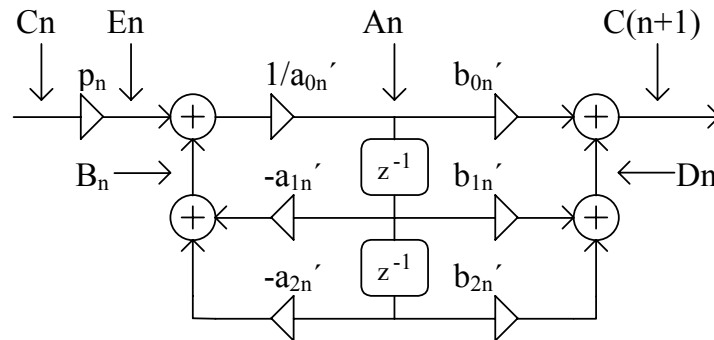 Cn En An C(n+1)
pₙ 1/a₀ₙ´ b₀ₙ´
+ +
z⁻¹
Bₙ -a₁ₙ´ b₁ₙ´ Dn
+ +
z⁻¹
-a₂ₙ´ b₂ₙ´